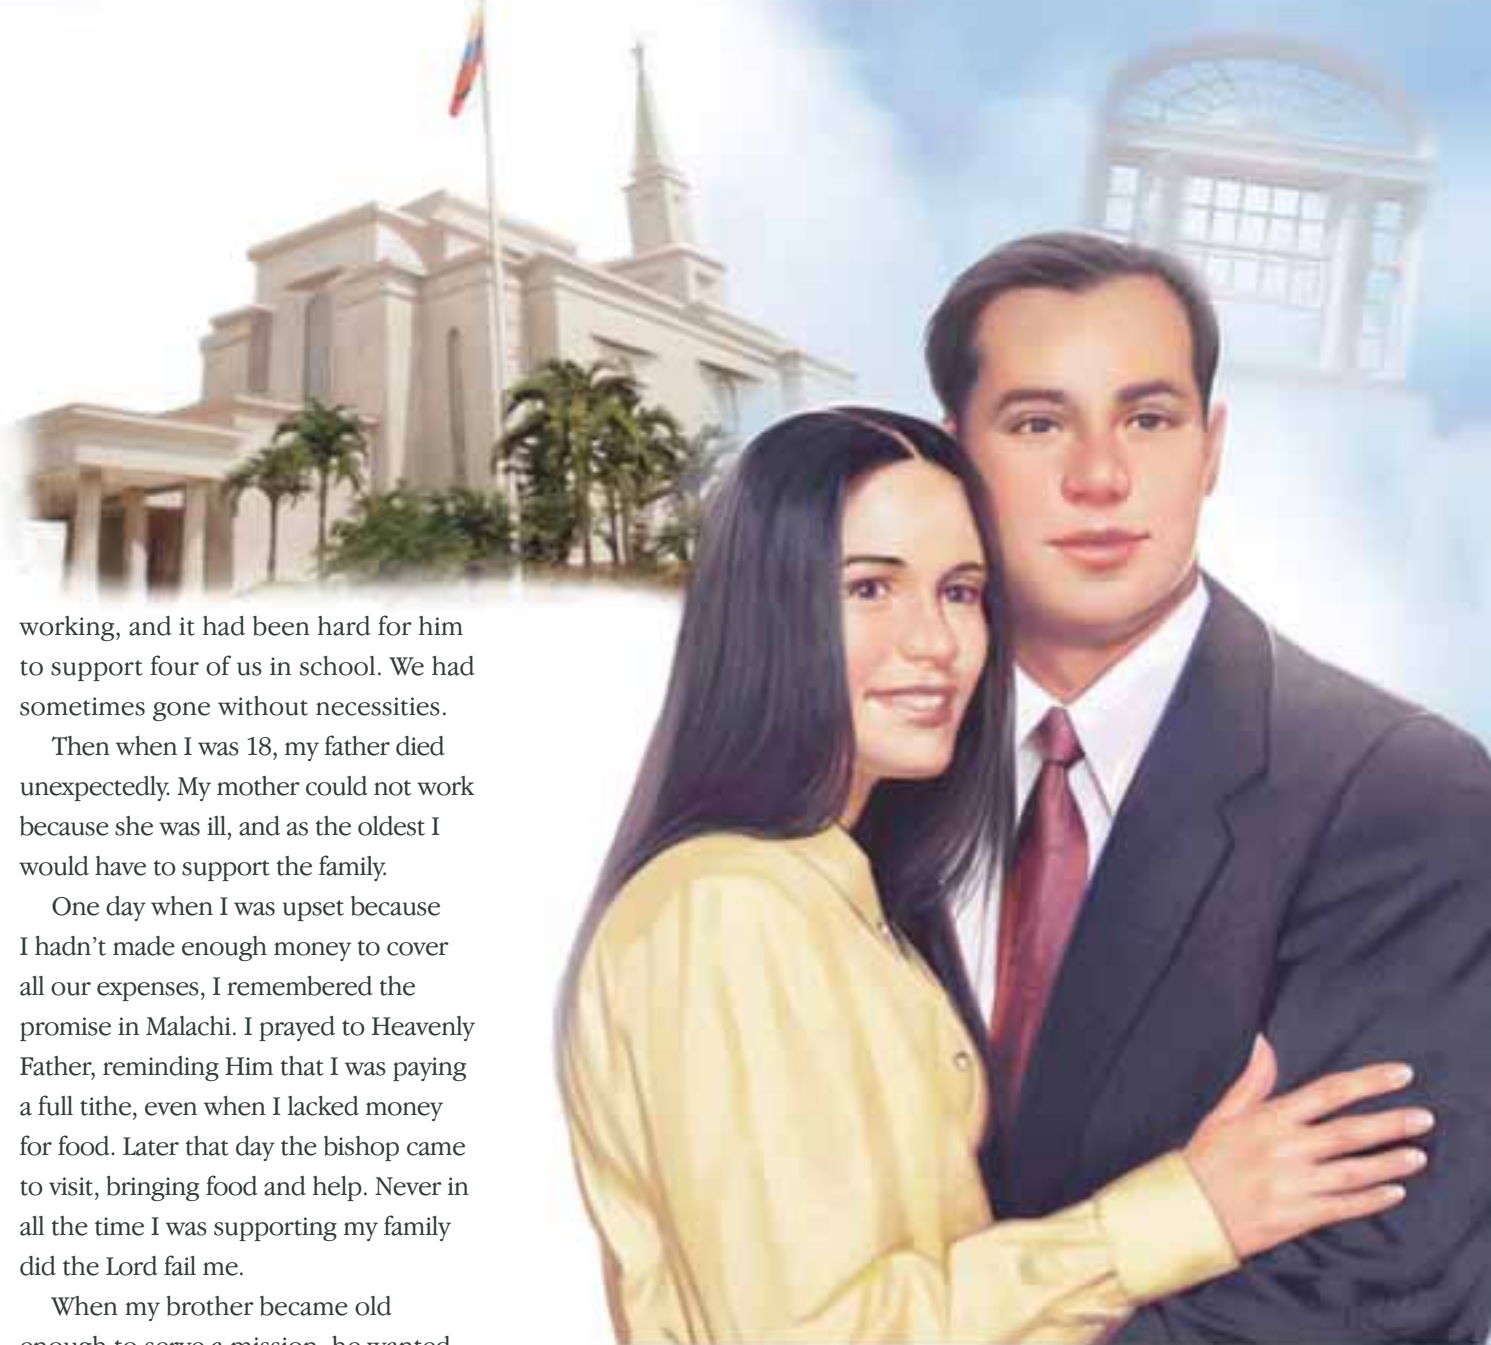 working, and it had been hard for him
to support four of us in school. We had
sometimes gone without necessities.
Then when I was 18, my father died
unexpectedly. My mother could not work
because she was ill, and as the oldest I
would have to support the family.
One day when I was upset because
I hadn't made enough money to cover
all our expenses, I remembered the
promise in Malachi. I prayed to Heavenly
Father, reminding Him that I was paying
a full tithe, even when I lacked money
for food. Later that day the bishop came
to visit, bringing food and help. Never in
all the time I was supporting my family
did the Lord fail me.
When my brother became old
enough to serve a mission, he wanted